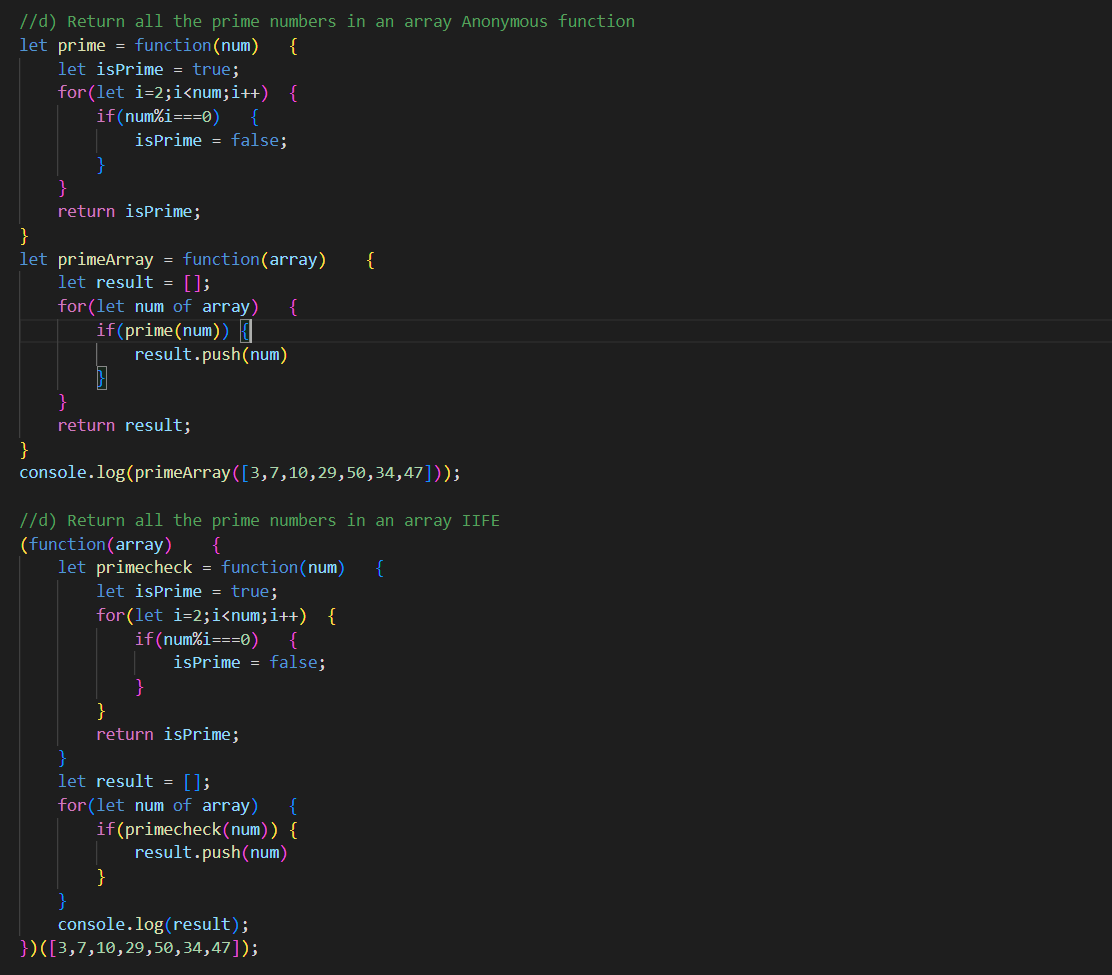 //d) Return all the prime numbers in an array Anonymous function
let prime = function(num)   {
    let isPrime = true;
    for(let i=2;i<num;i++)  {
        if(num%i===0)   {
            isPrime = false;
        }
    }
    return isPrime;
}
let primeArray = function(array)    {
    let result = [];
    for(let num of array)   {
        if(prime(num)) {
            result.push(num)
        }
    }
    return result;
}
console.log(primeArray([3,7,10,29,50,34,47]));

//d) Return all the prime numbers in an array IIFE
(function(array)    {
    let primecheck = function(num)   {
        let isPrime = true;
        for(let i=2;i<num;i++)  {
            if(num%i===0)   {
                isPrime = false;
            }
        }
        return isPrime;
    }
    let result = [];
    for(let num of array)   {
        if(primecheck(num)) {
            result.push(num)
        }
    }
    console.log(result);
})([3,7,10,29,50,34,47]);